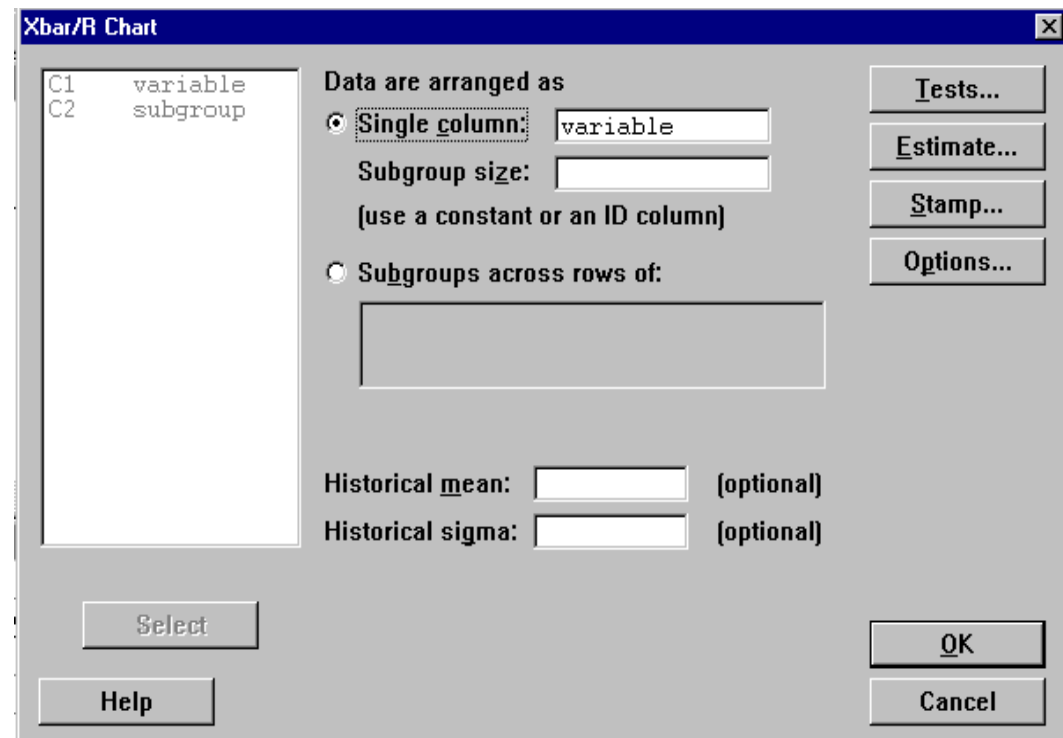 Xbar/R Chart
C1 variable
C2 subgroup
Data are arranged as
Single column: variable
Subgroup size:
(use a constant or an ID column)
Subgroups across rows of:
Historical mean: (optional)
Historical sigma: (optional)
Tests...
Estimate...
Stamp...
Options...
Select
Help
OK
Cancel